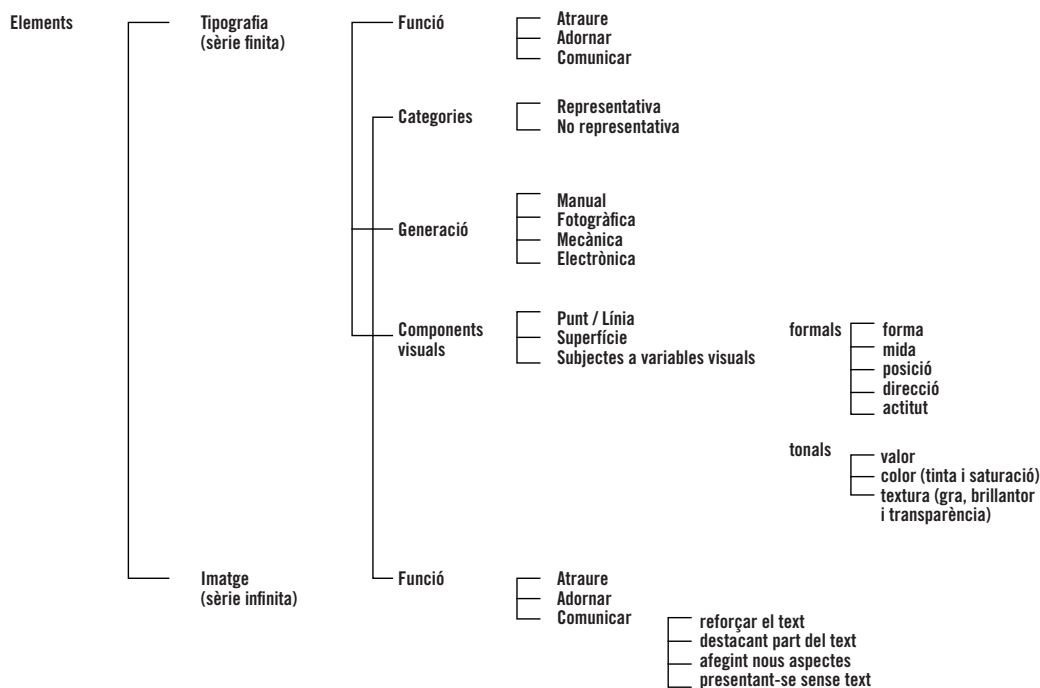 Elements
Tipografia
(sèrie finita)
Funció
Atraure
Adornar
Comunicar
Categories
Representativa
No representativa
Generació
Manual
Fotogràfica
Mecànica
Electrònica
Components
visuals
Punt / Línia
Superfície
Subjectes a variables visuals
formals
forma
mida
posició
direcció
actitut
tonals
valor
color (tinta i saturació)
textura (gra, brillantor
i transparència)
Imatge
(sèrie infinita)
Funció
Atraure
Adornar
Comunicar
reforçar el text
destacant part del text
afegint nous aspectes
presentant-se sense text